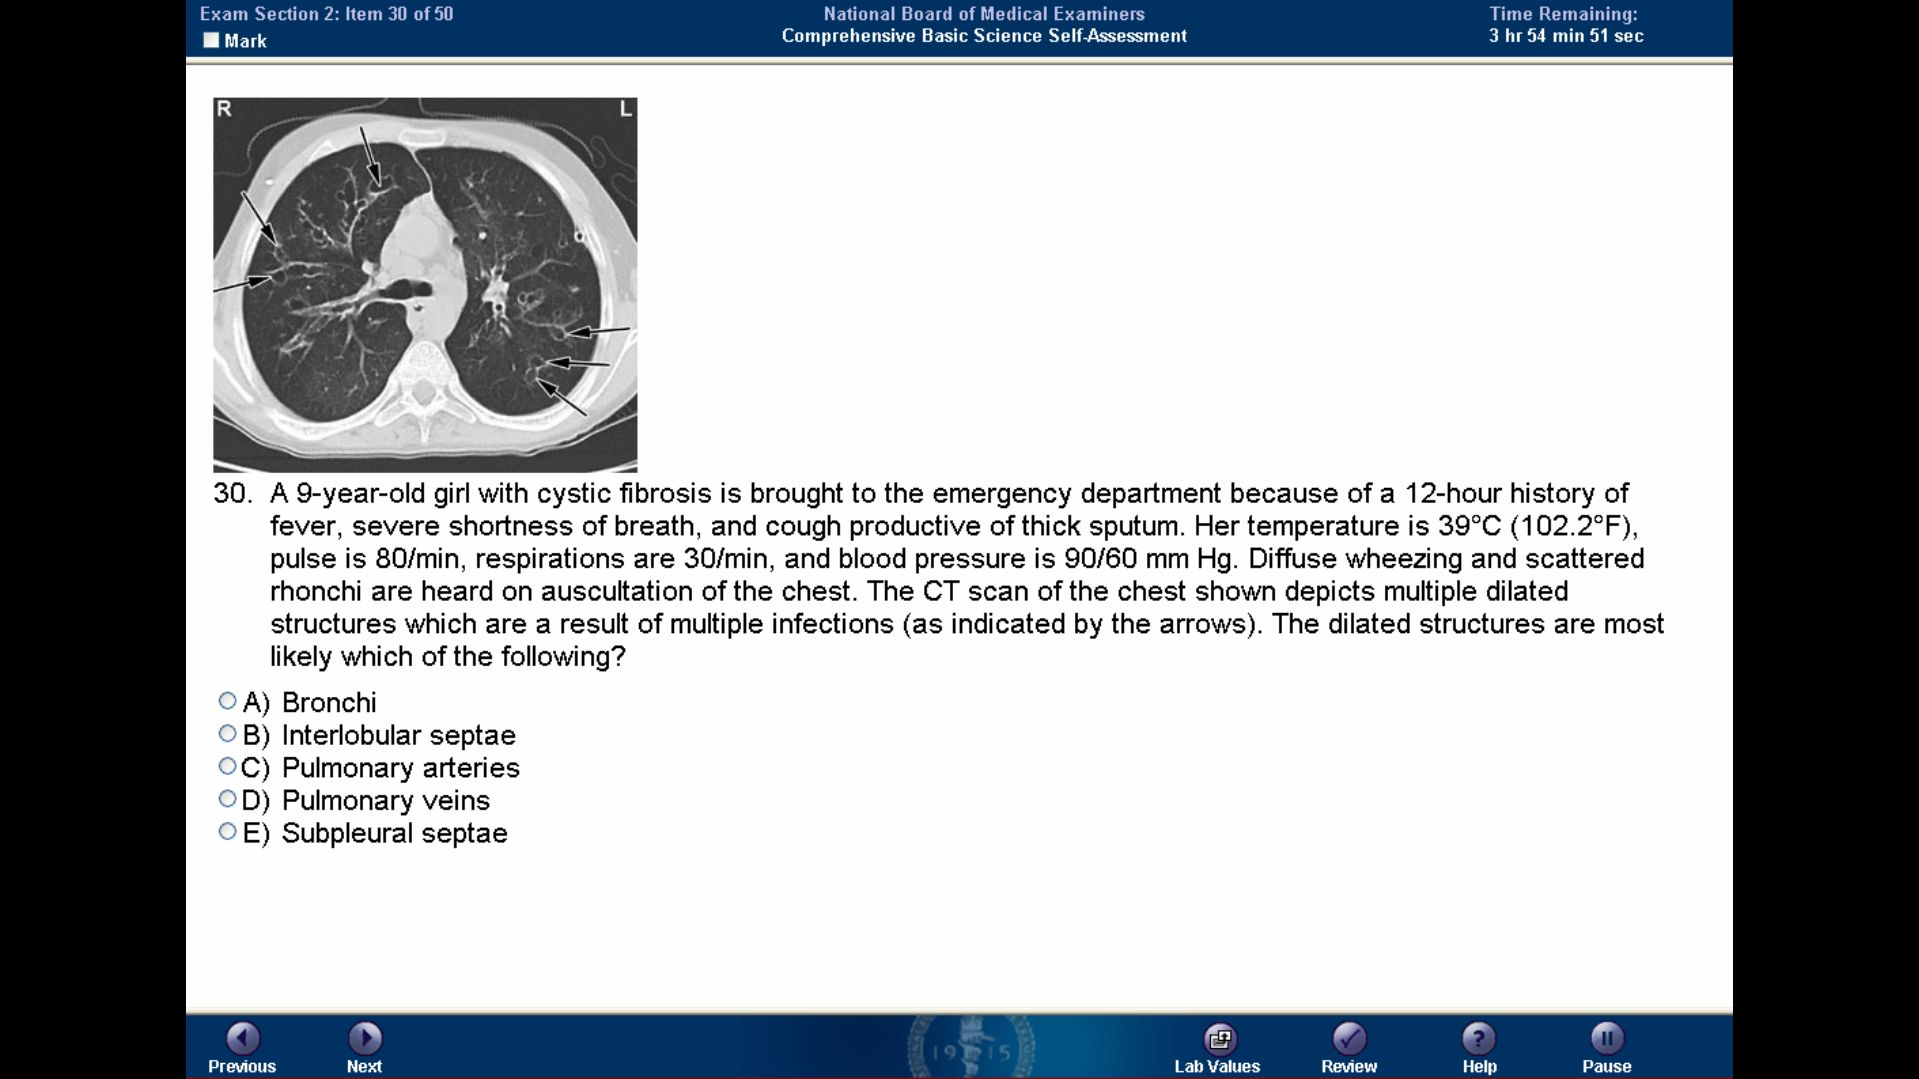 Exam Section 2: Item 30 of 50
Mark
National Board of Medical Examiners
Comprehensive Basic Science Self-Assessment
Time Remaining:
3 hr 54 min 51 sec
R
L
30. A 9-year-old girl with cystic fibrosis is brought to the emergency department because of a 12-hour history of
fever, severe shortness of breath, and cough productive of thick sputum. Her temperature is 39°C (102.2°F),
pulse is 80/min, respirations are 30/min, and blood pressure is 90/60 mm Hg. Diffuse wheezing and scattered
rhonchi are heard on auscultation of the chest. The CT scan of the chest shown depicts multiple dilated
structures which are a result of multiple infections (as indicated by the arrows). The dilated structures are most
likely which of the following?
A) Bronchi
B) Interlobular septae
C) Pulmonary arteries
D) Pulmonary veins
E) Subpleural septae
Previous
Next
19 15
Lab Values
Review
Help
Pause